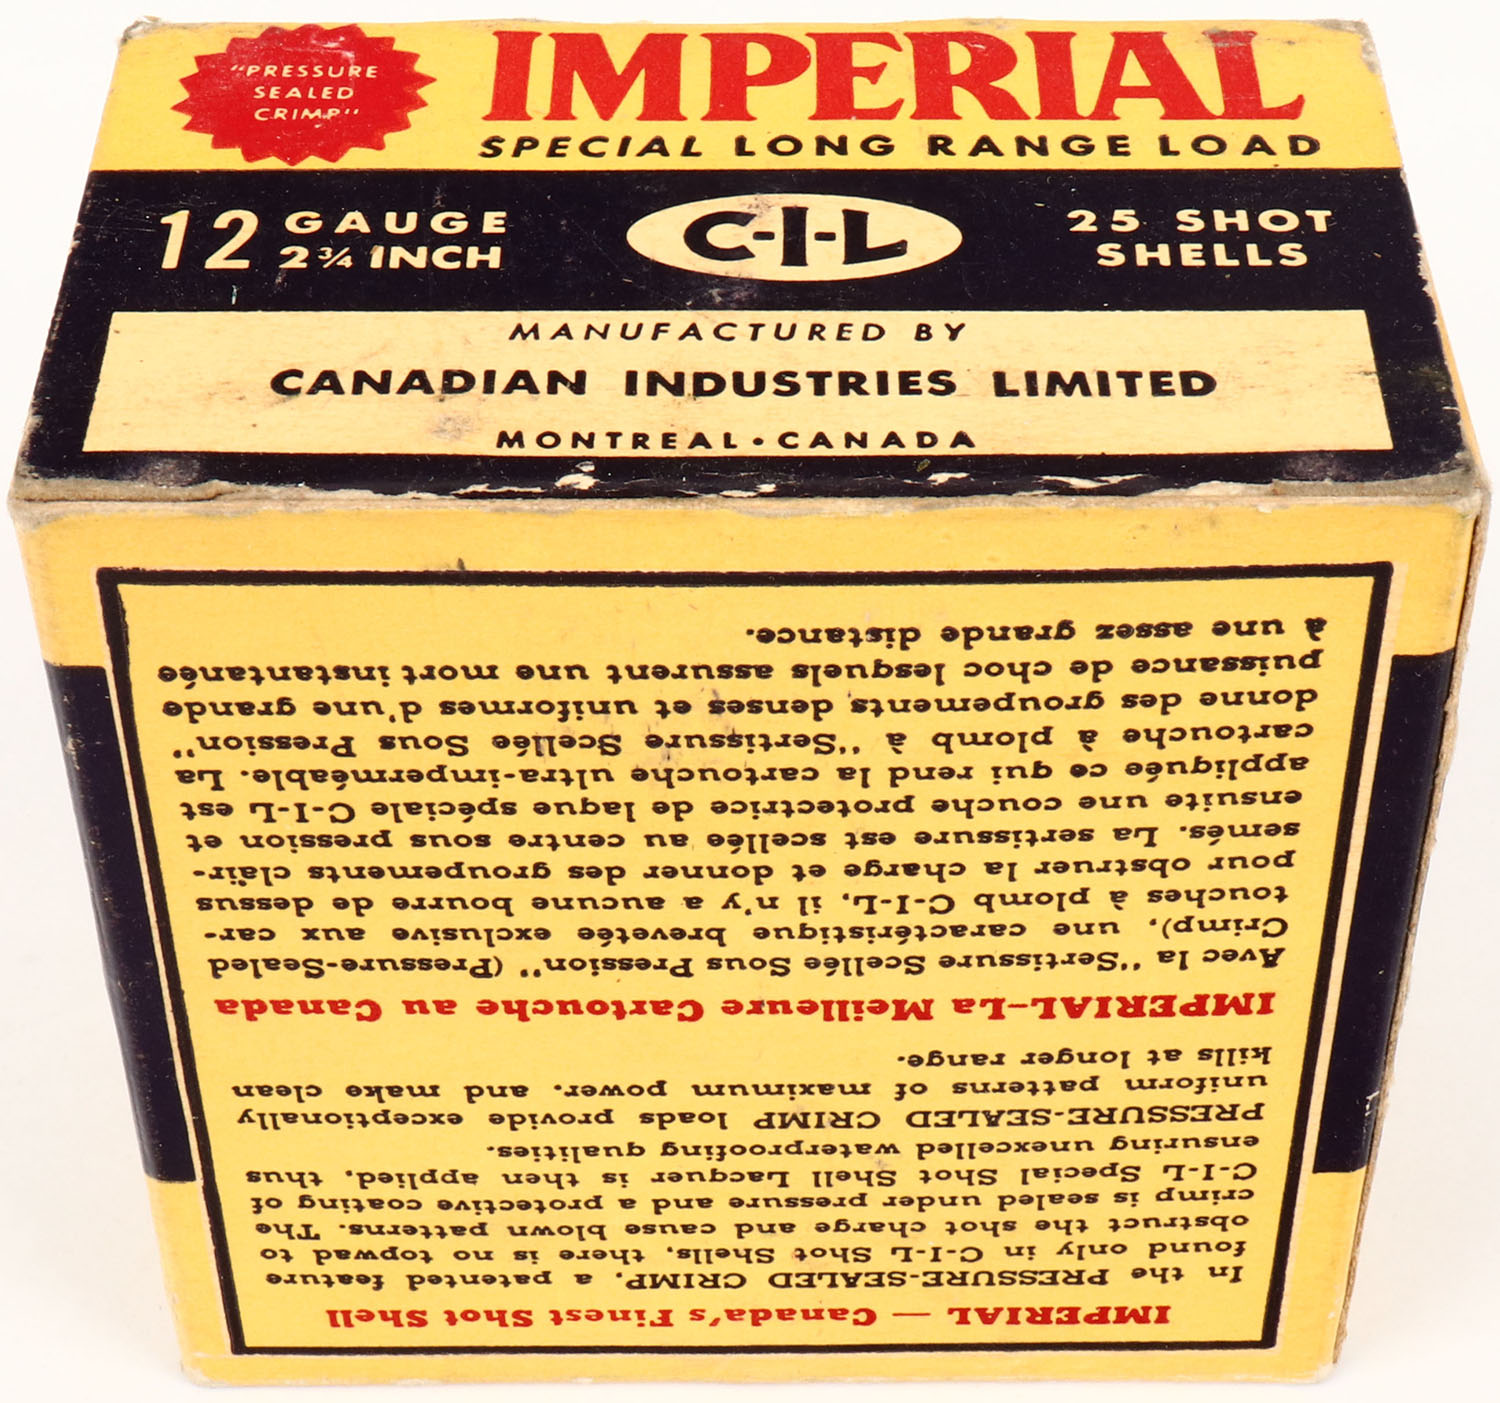 "PRESSURE
SEALED
CRIMP"
IMPERIAL
SPECIAL LONG RANGE LOAD
12 GAUGE
2 3/4 INCH
C-I-L
25 SHOT
SHELLS
MANUFACTURED BY
CANADIAN INDUSTRIES LIMITED
MONTREAL • CANADA
IMPERIAL — Canada's Finest Shot Shell
In the PRESSURE-SEALED CRIMP, a patented feature
found only in C-I-L Shot Shells, there is no topwad to
obstruct the shot charge and cause blown patterns. The
crimp is sealed under pressure and a protective coating of
C-I-L Special Shot Shell Lacquer is then applied, thus
ensuring unexcelled waterproofing qualities.
PRESSURE-SEALED CRIMP loads provide exceptionally
uniform patterns of maximum power, and make clean
kills at longer range.
IMPERIAL-La Meilleure Cartouche au Canada
Avec la "Sertissure Scellée Sous Pression" (Pressure-Sealed
Crimp), une caractéristique brevetée exclusive aux car-
touches à plomb C-I-L, il n'y a aucune bourre de dessus
pour obstruer la charge et donner des groupements clair-
semés. La sertissure est scellée au centre sous pression et
ensuite une couche protectrice de laque spéciale C-I-L est
appliquée ce qui rend la cartouche ultra-imperméable. La
cartouche à plomb à "Sertissure Scellée Sous Pression"
donne des groupements denses et uniformes d'une grande
puissance de choc lesquels assurent une mort instantanée
à une assez grande distance.